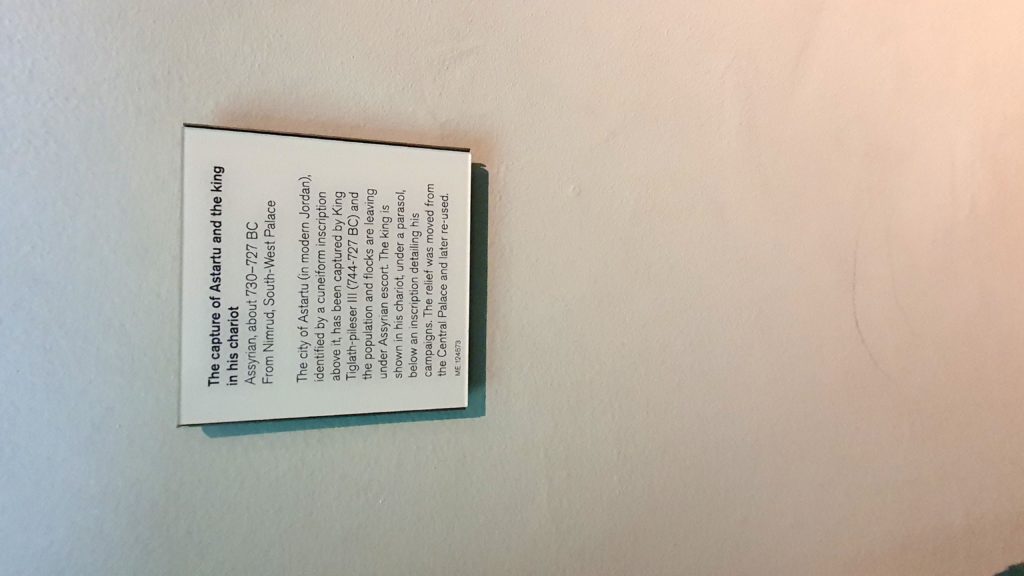 The capture of Astartu and the king
in his chariot
Assyrian, about 730–727 BC
From Nimrud, South-West Palace
The city of Astartu (in modern Jordan),
identified by a cuneiform inscription
above it, has been captured by King
Tiglath-pileser III (744-727 BC) and
the population and flocks are leaving
under Assyrian escort. The king is
shown in his chariot, under a parasol,
below an inscription detailing his
campaigns. The relief was moved from
the Central Palace and later re-used.
ME 124573